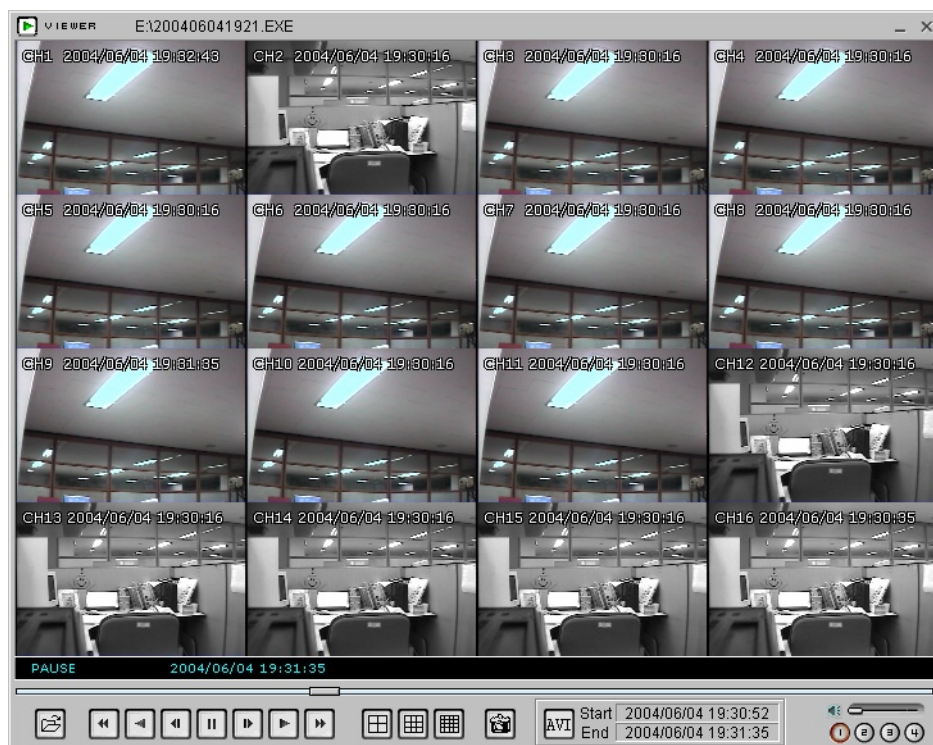 VIEWER E:\200406041921.EXE
CH1 2004/06/04 19:32:43
CH2 2004/06/04 19:30:16
CH3 2004/06/04 19:30:16
CH4 2004/06/04 19:30:16
CH5 2004/06/04 19:30:16
CH6 2004/06/04 19:30:16
CH7 2004/06/04 19:30:16
CH8 2004/06/04 19:30:16
CH9 2004/06/04 19:31:35
CH10 2004/06/04 19:30:16
CH11 2004/06/04 19:30:16
CH12 2004/06/04 19:30:16
CH13 2004/06/04 19:30:16
CH14 2004/06/04 19:30:16
CH15 2004/06/04 19:30:16
CH16 2004/06/04 19:30:35
PAUSE 2004/06/04 19:31:35
AVI
Start 2004/06/04 19:30:52
End 2004/06/04 19:31:35
1 2 3 4